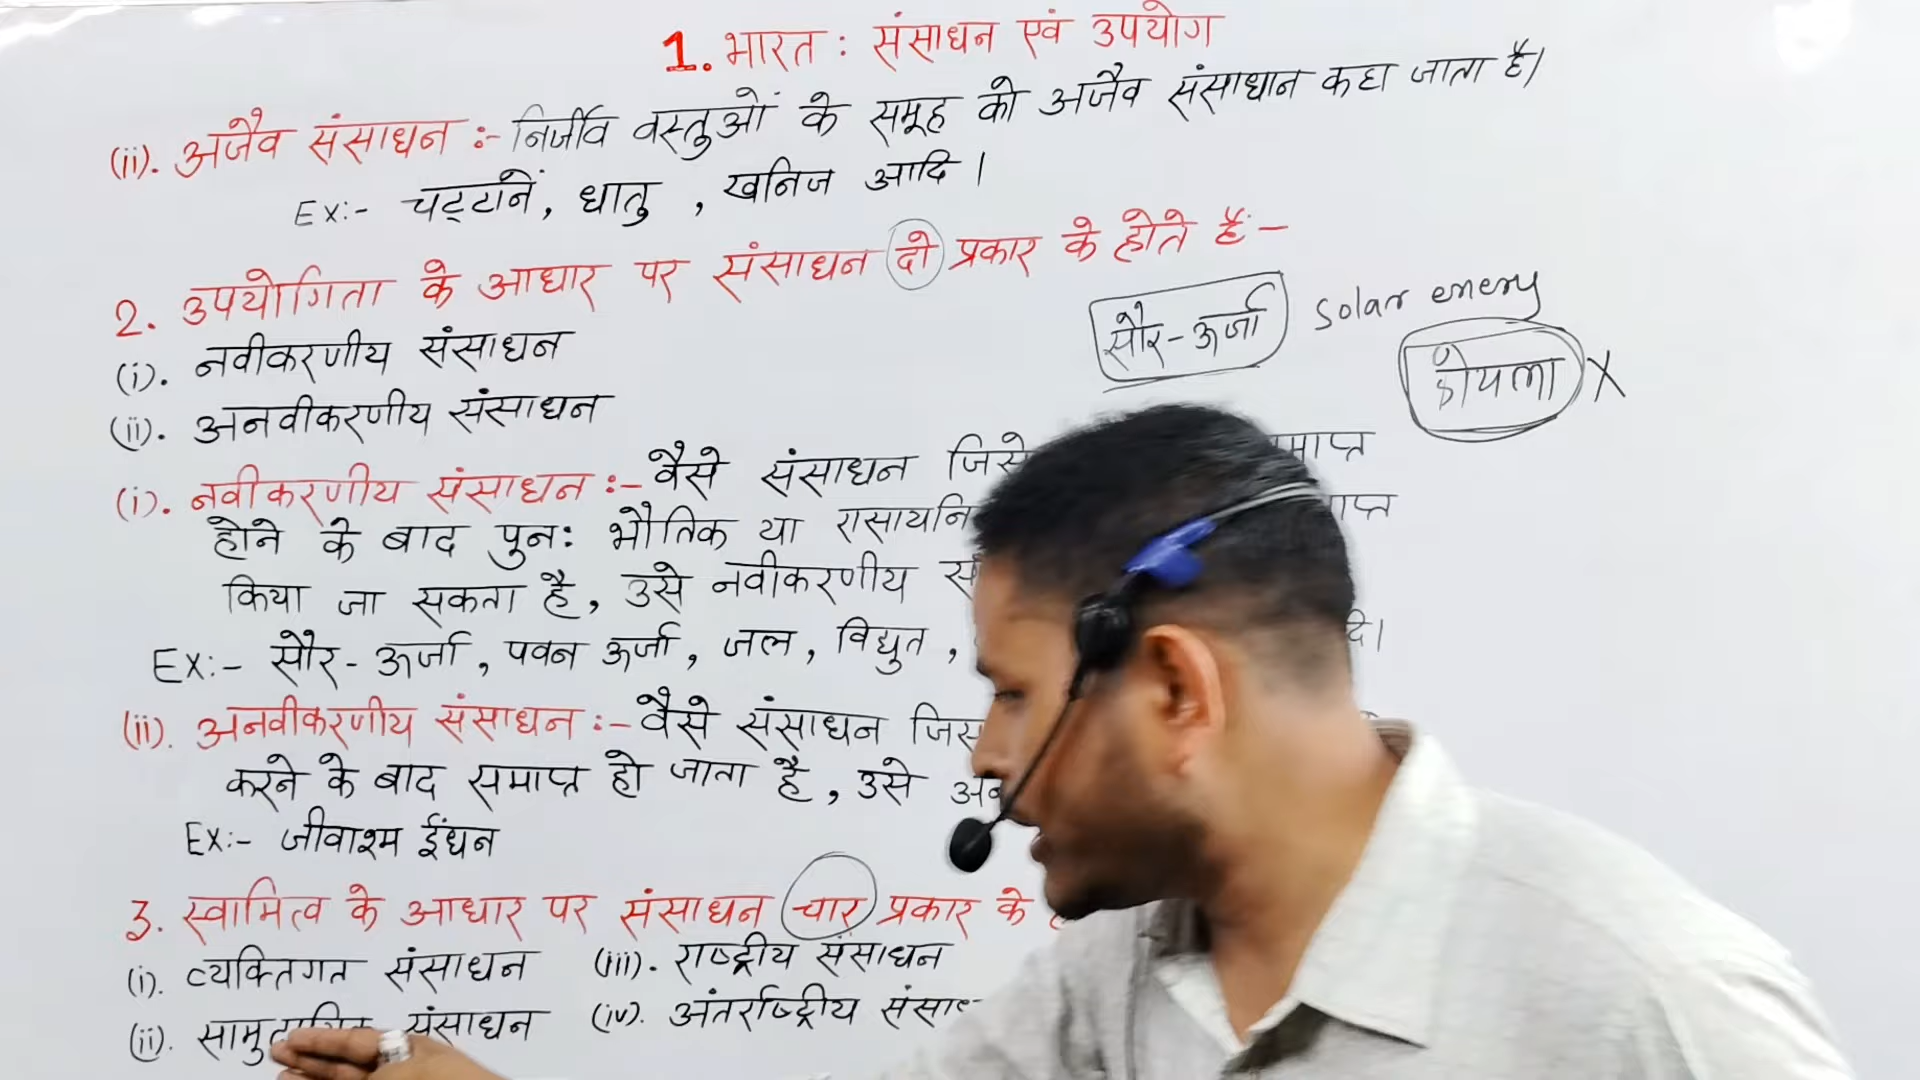 1. भारत : संसाधन एवं उपयोग
(ii). अजैव संसाधन :- निर्जीव वस्तुओं के समूह को अजैव संसाधान कहा जाता है।
Ex:- चट्टानें, धातु , खनिज आदि ।
2. उपयोगिता के आधार पर संसाधन दो प्रकार के होते हैं -
(i). नवीकरणीय संसाधन
सौर-ऊर्जा Solar enery
कोयला X
(ii). अनवीकरणीय संसाधन
(i). नवीकरणीय संसाधन :- वैसे संसाधन जिसे
होने के बाद पुनः भौतिक या
किया जा सकता है, उसे नवीकरणीय
Ex:- सौर-ऊर्जा, पवन ऊर्जा, जल, विद्युत,
(ii). अनवीकरणीय संसाधन :- वैसे संसाधन
करने के बाद समाप्त हो जाता है, उसे
Ex:- जीवाश्म ईंधन
3. स्वामित्व के आधार पर संसाधन चार प्रकार के
(i). व्यक्तिगत संसाधन (iii). राष्ट्रीय संसाधन
(ii). संसाधन (iv). अंतर्राष्ट्रीय